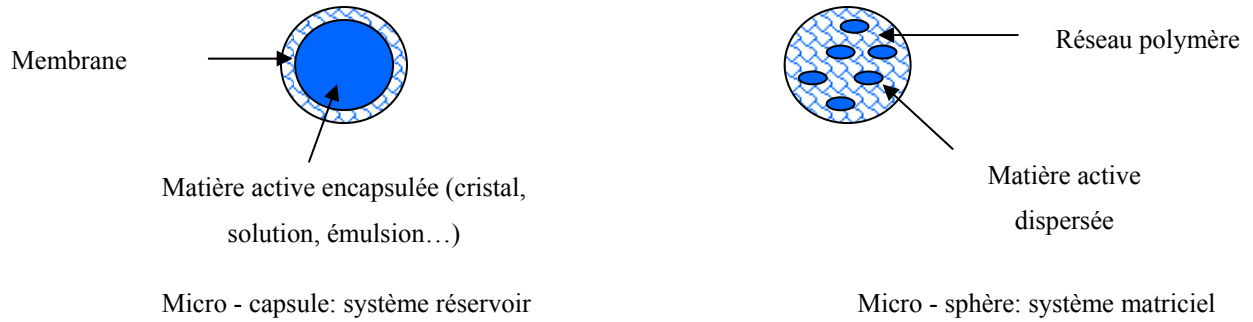 Membrane
Matière active encapsulée (cristal,
solution, émulsion…)
Micro - capsule: système réservoir
Réseau polymère
Matière active
dispersée
Micro - sphère: système matriciel